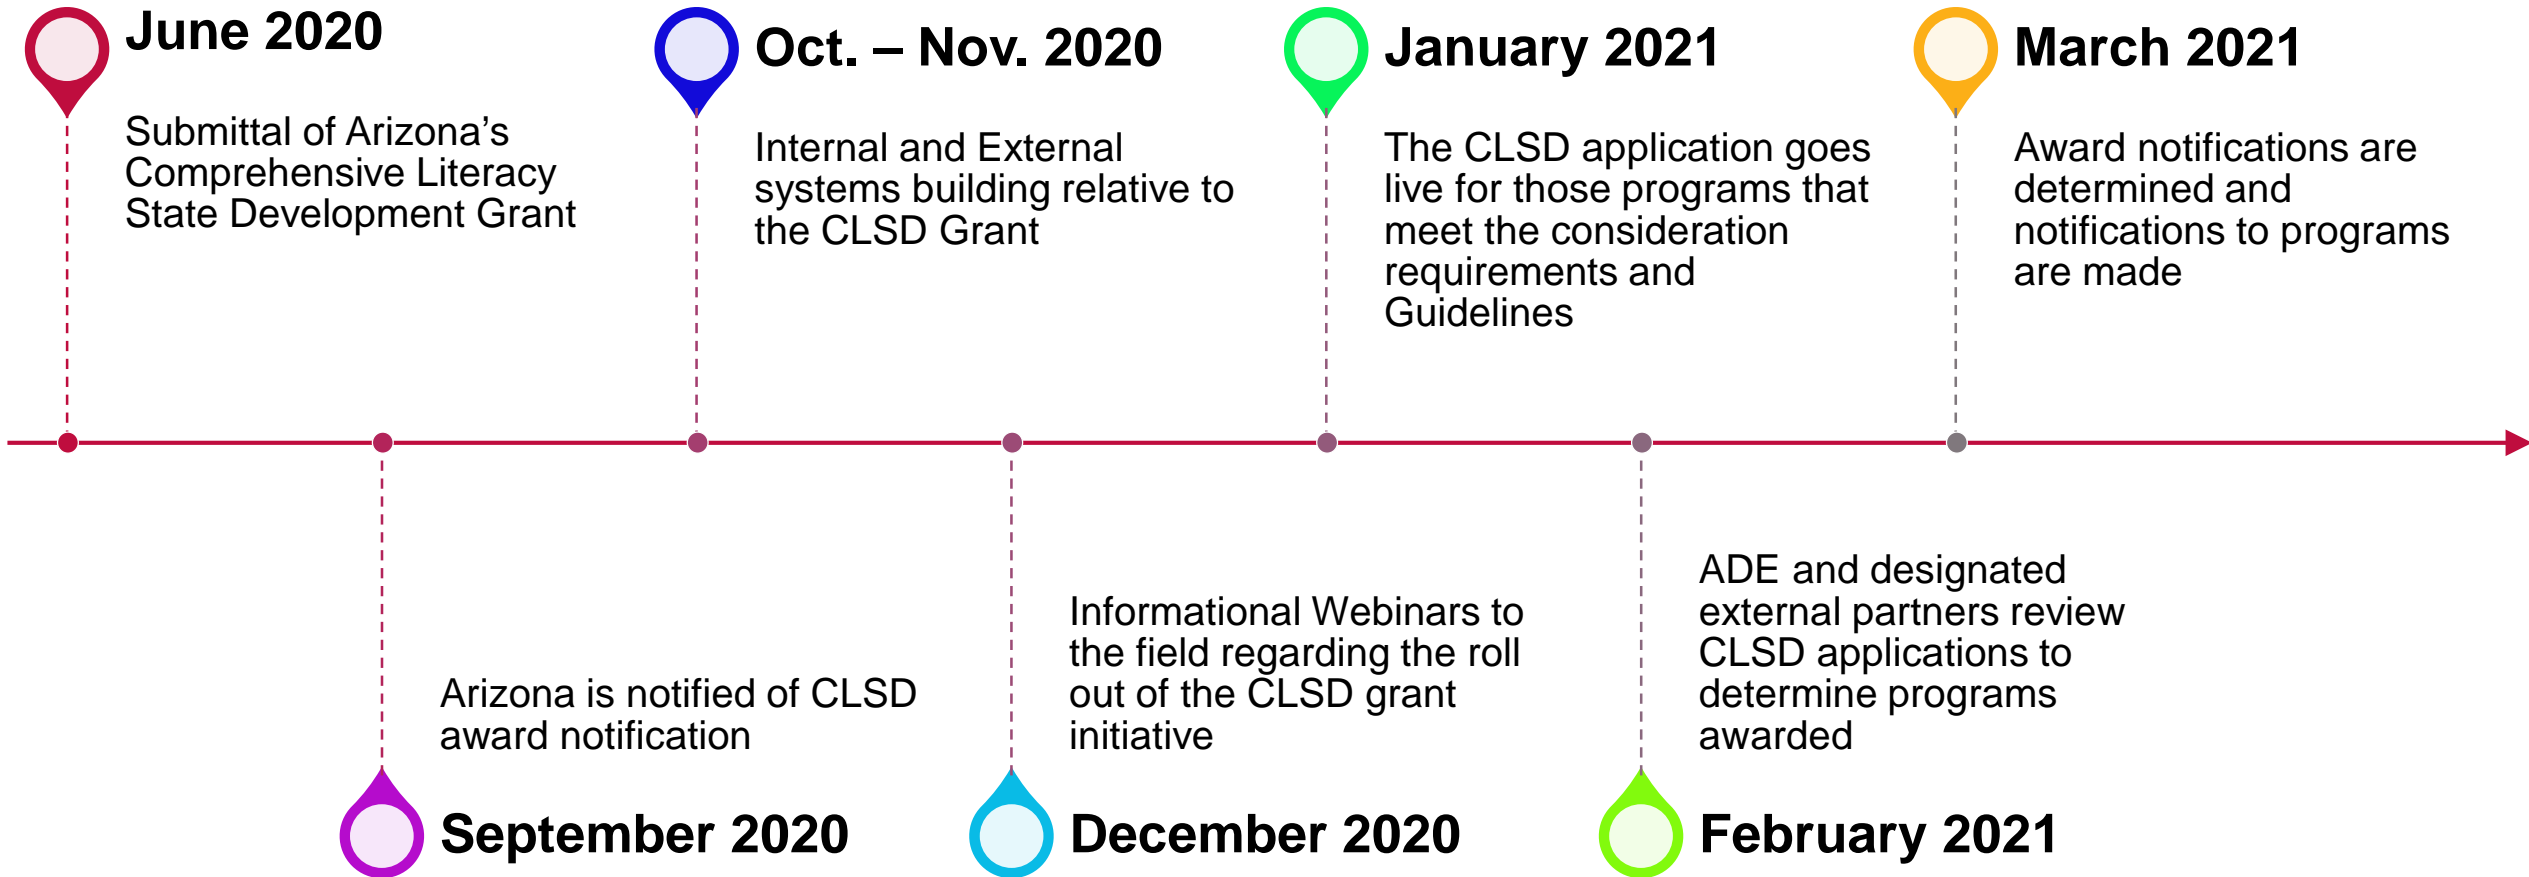 June 2020
Submittal of Arizona’s
Comprehensive Literacy
State Development Grant
Arizona is notified of CLSD
award notification
September 2020
Oct. – Nov. 2020
Internal and External
systems building relative to
the CLSD Grant
Informational Webinars to
the field regarding the roll
out of the CLSD grant
initiative
December 2020
January 2021
The CLSD application goes
live for those programs that
meet the consideration
requirements and
Guidelines
ADE and designated
external partners review
CLSD applications to
determine programs
awarded
February 2021
March 2021
Award notifications are
determined and
notifications to programs
are made